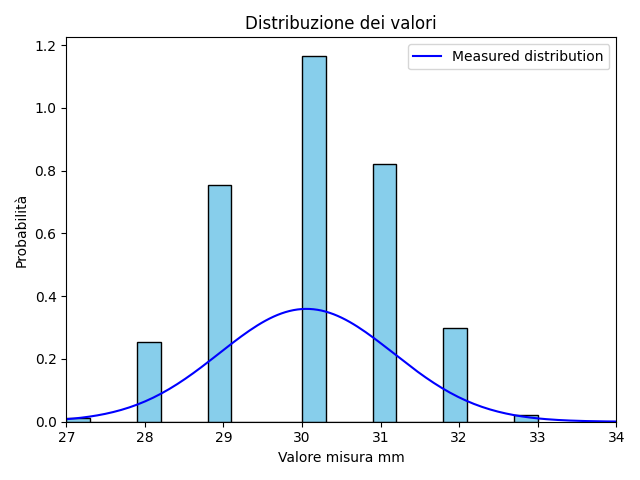 Distribuzione dei valori
Measured distribution
1.2
1.0
0.8
0.6
0.4
0.2
0.0
Probabilità
27 28 29 30 31 32 33 34
Valore misura mm